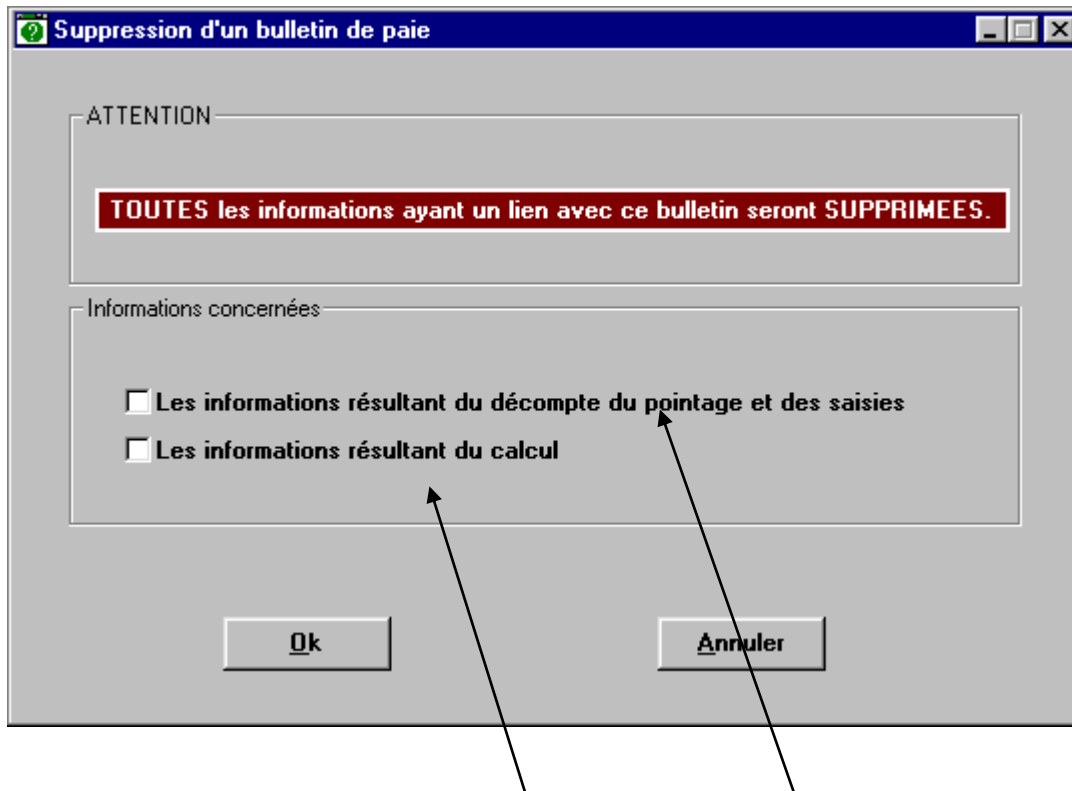 Suppression d'un bulletin de paie
ATTENTION
TOUTES les informations ayant un lien avec ce bulletin seront SUPPRIMEES.
Informations concernées
Les informations résultant du décompte du pointage et des saisies
Les informations résultant du calcul
Ok
Annuler